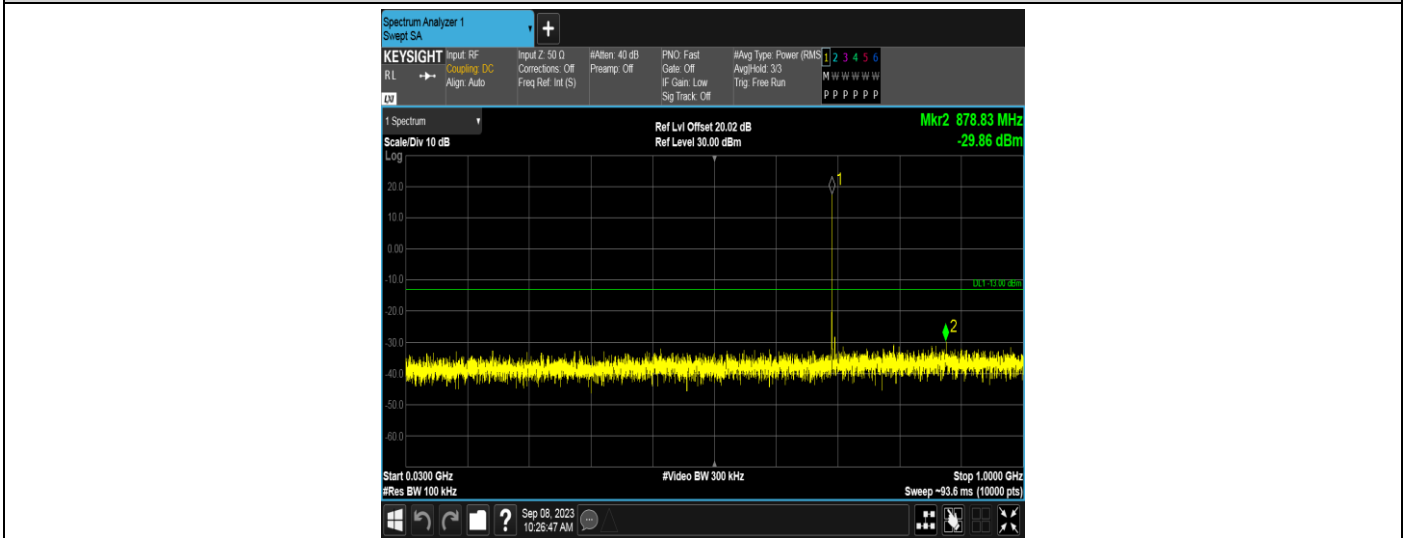 Spectrum Analyzer 1
Swept SA
+
KEYSIGHT
RL
LXI
Input: RF
Coupling: DC
Align: Auto
Input Z: 50 Ω
Corrections: Off
Freq Ref: Int (S)
#Atten: 40 dB
Preamp: Off
PNO: Fast
Gate: Off
IF Gain: Low
Sig Track: Off
#Avg Type: Power (RMS
Avg|Hold: 3/3
Trig: Free Run
1 2 3 4 5 6
M W W W W W
P P P P P P
1 Spectrum
Scale/Div 10 dB
Ref Lvl Offset 20.02 dB
Ref Level 30.00 dBm
Mkr2 878.83 MHz
-29.86 dBm
Log
20.0
10.0
0.00
-10.0
-20.0
-30.0
-40.0
-50.0
-60.0
1
DL1 -13.00 dBm
2
Start 0.0300 GHz
#Res BW 100 kHz
#Video BW 300 kHz
Stop 1.0000 GHz
Sweep ~93.6 ms (10000 pts)
?
Sep 08, 2023
10:26:47 AM